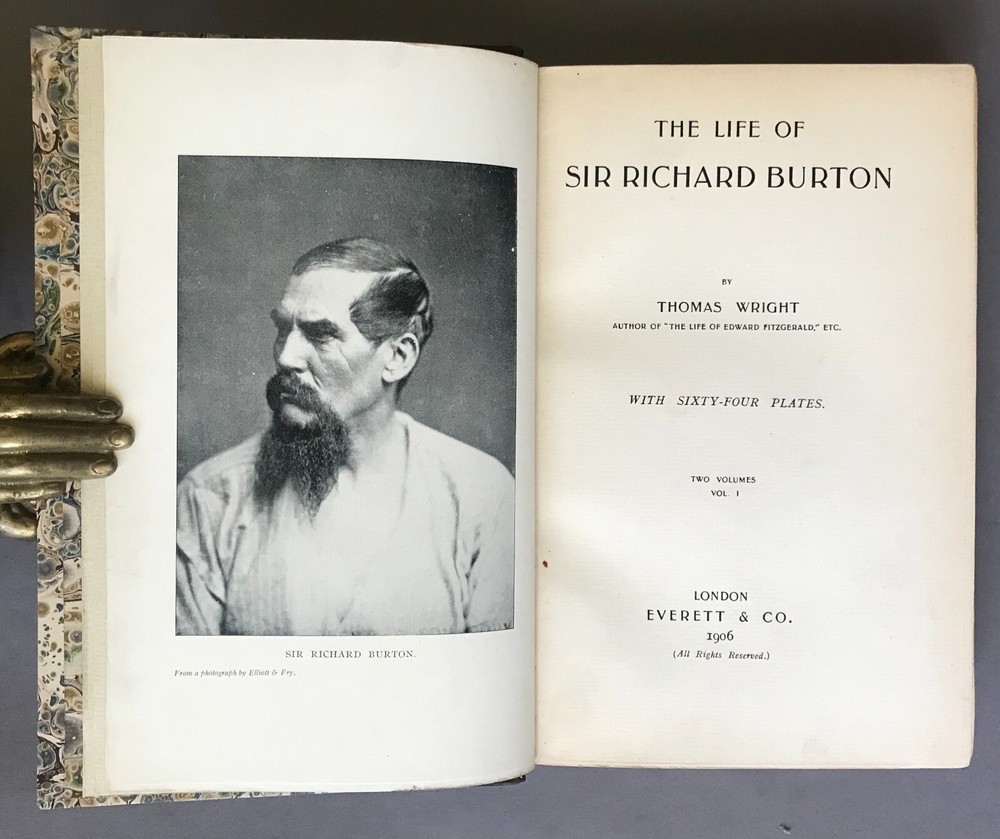 SIR RICHARD BURTON.
From a photograph by Elliott & Fry.
THE LIFE OF
SIR RICHARD BURTON
BY
THOMAS WRIGHT
AUTHOR OF "THE LIFE OF EDWARD FITZGERALD," ETC.
WITH SIXTY-FOUR PLATES.
TWO VOLUMES
VOL. I
LONDON
EVERETT & CO.
1906
(All Rights Reserved.)